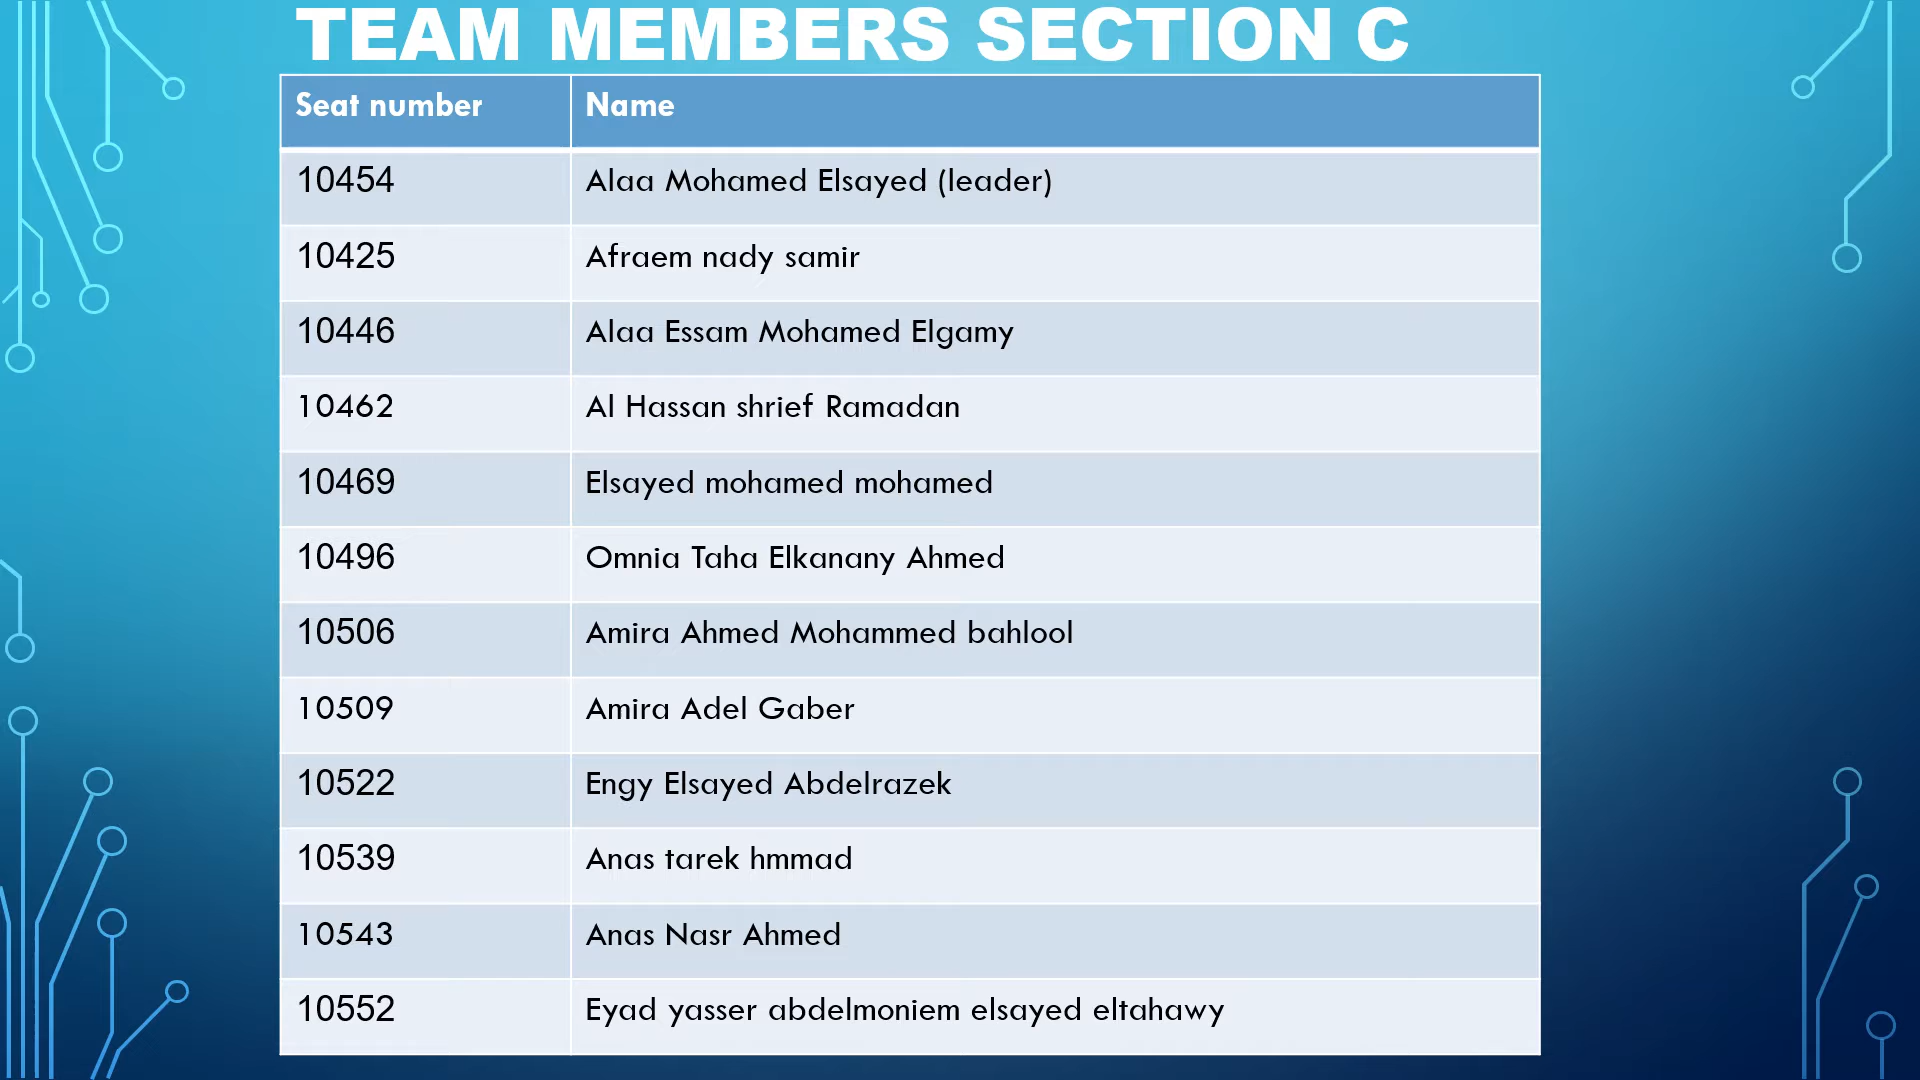 TEAM MEMBERS SECTION C
Seat number Name
10454 Alaa Mohamed Elsayed (leader)
10425 Afraem nady samir
10446 Alaa Essam Mohamed Elgamy
10462 Al Hassan shrief Ramadan
10469 Elsayed mohamed mohamed
10496 Omnia Taha Elkanany Ahmed
10506 Amira Ahmed Mohammed bahlool
10509 Amira Adel Gaber
10522 Engy Elsayed Abdelrazek
10539 Anas tarek hmmad
10543 Anas Nasr Ahmed
10552 Eyad yasser abdelmoniem elsayed eltahawy